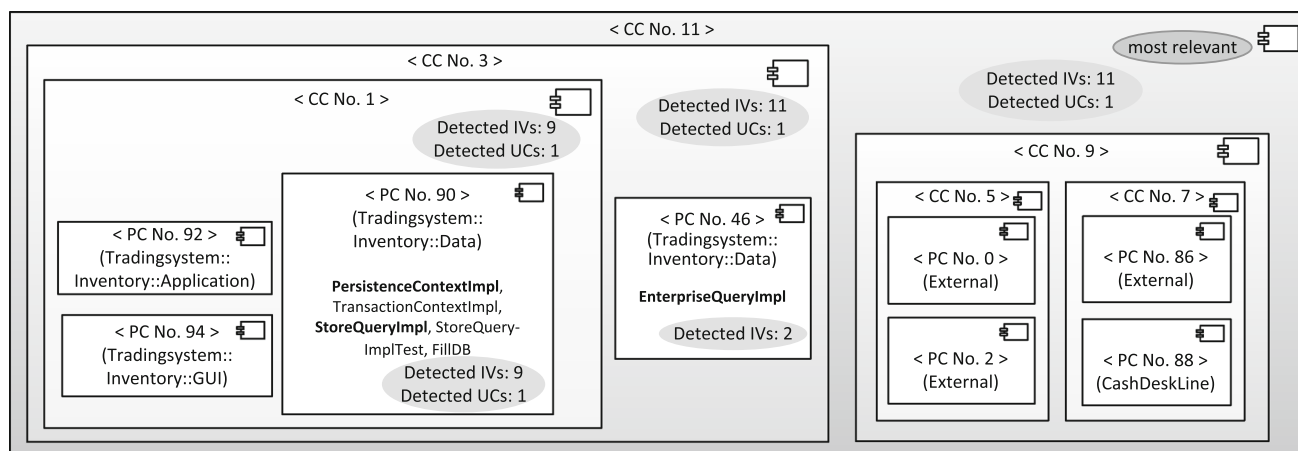 < CC No. 11 >
most relevant
Detected IVs: 11
Detected UCs: 1
< CC No. 3 >
Detected IVs: 11
Detected UCs: 1
< CC No. 1 >
Detected IVs: 9
Detected UCs: 1
< PC No. 92 >
(Tradingsystem::
Inventory::Application)
< PC No. 94 >
(Tradingsystem::
Inventory::GUI)
< PC No. 90 >
(Tradingsystem::
Inventory::Data)
PersistenceContextImpl,
TransactionContextImpl,
StoreQueryImpl, StoreQuery-
ImplTest, FillDB
Detected IVs: 9
Detected UCs: 1
< PC No. 46 >
(Tradingsystem::
Inventory::Data)
EnterpriseQueryImpl
Detected IVs: 2
< CC No. 9 >
< CC No. 5 >
< PC No. 0 >
(External)
< PC No. 2 >
(External)
< CC No. 7 >
< PC No. 86 >
(External)
< PC No. 88 >
(CashDeskLine)